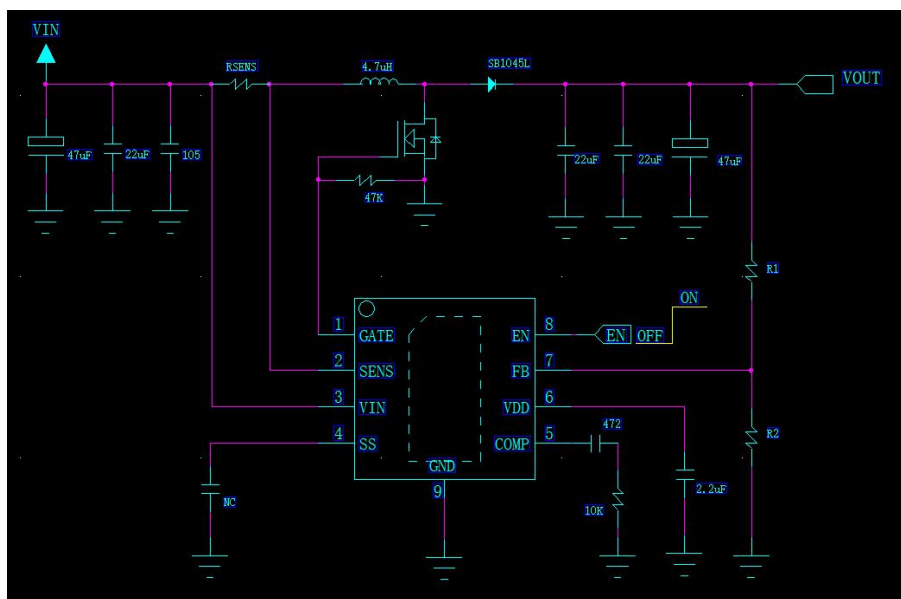 VIN
RSENS
4.7uH
SB1045L
VOUT
47uF
22uF
105
47K
22uF
22uF
47uF
R1
ON
1
GATE
EN
8
EN
OFF
2
SENS
FB
7
3
VIN
VDD
6
4
SS
COMP
5
472
R2
GND
9
NC
10K
2.2uF